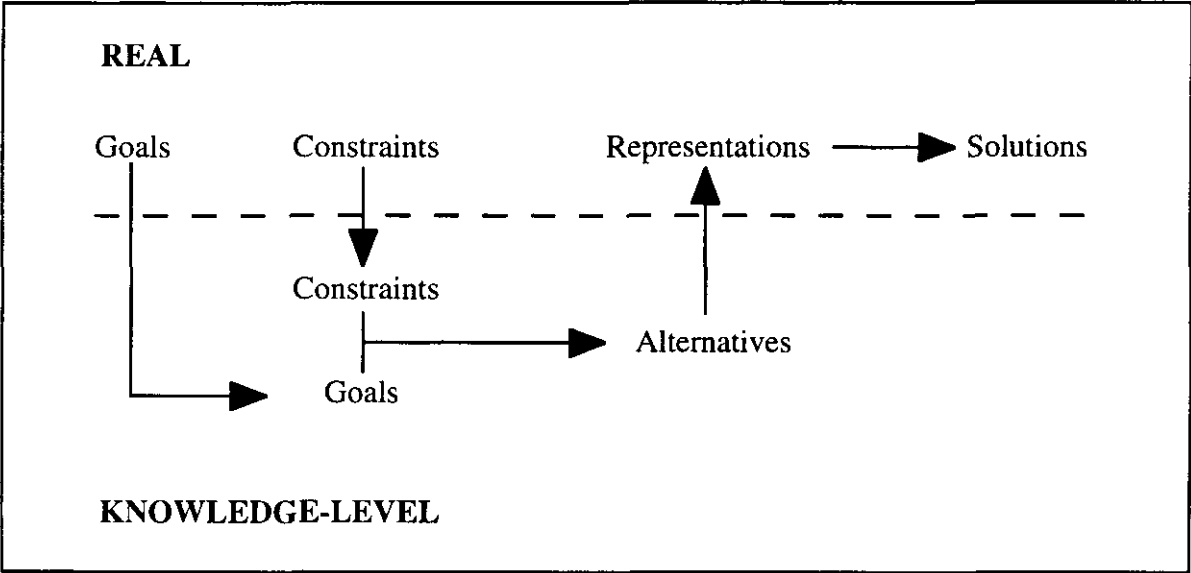 REAL
Goals Constraints Representations Solutions
Constraints
Alternatives
Goals
KNOWLEDGE-LEVEL